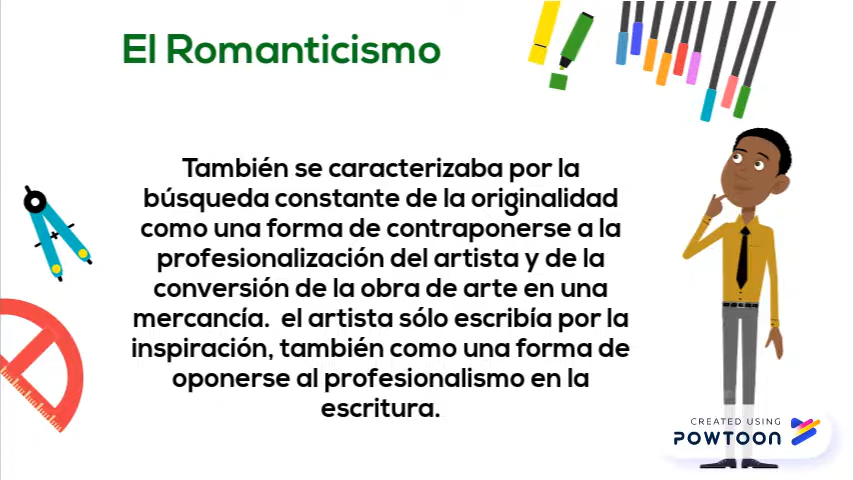 El Romanticismo
También se caracterizaba por la
búsqueda constante de la originalidad
como una forma de contraponerse a la
profesionalización del artista y de la
conversión de la obra de arte en una
mercancía.  el artista sólo escribía por la
inspiración, también como una forma de
oponerse al profesionalismo en la
escritura.
CREATED USING
POWTOON